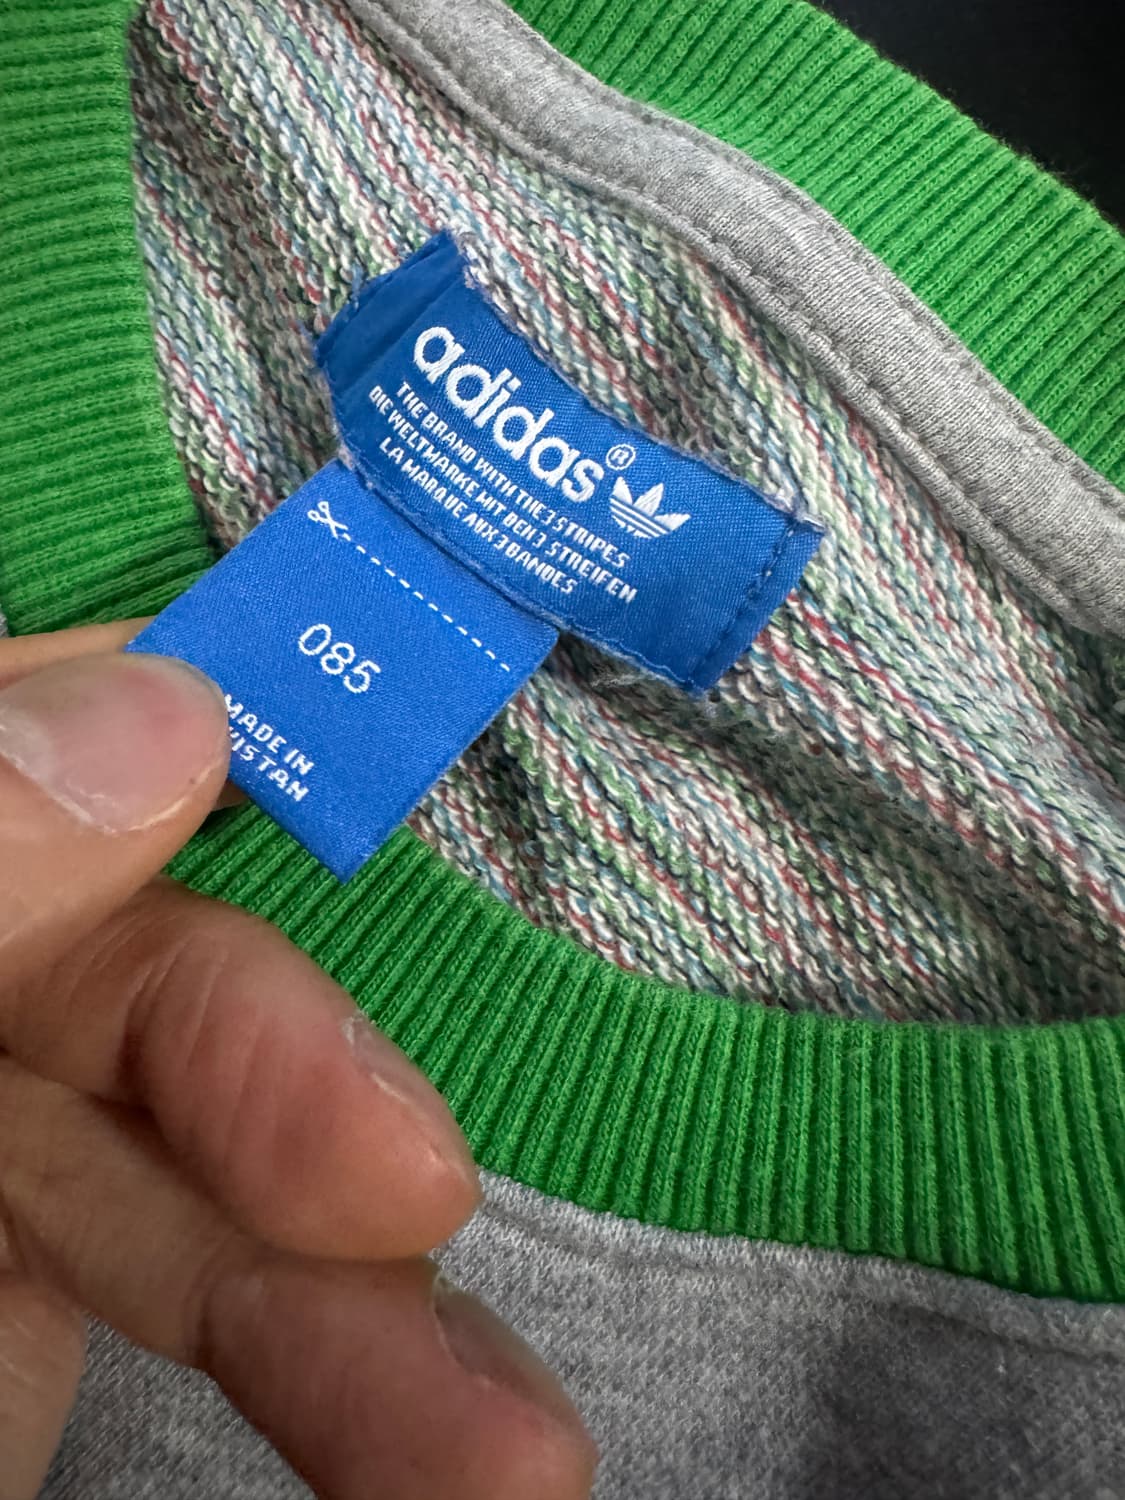 adidas®
THE BRAND WITH THE 3 STRIPES
DIE WELTMARKE MIT DEN 3 STREIFEN
LA MARQUE AUX 3 BANDES
085
MADE IN